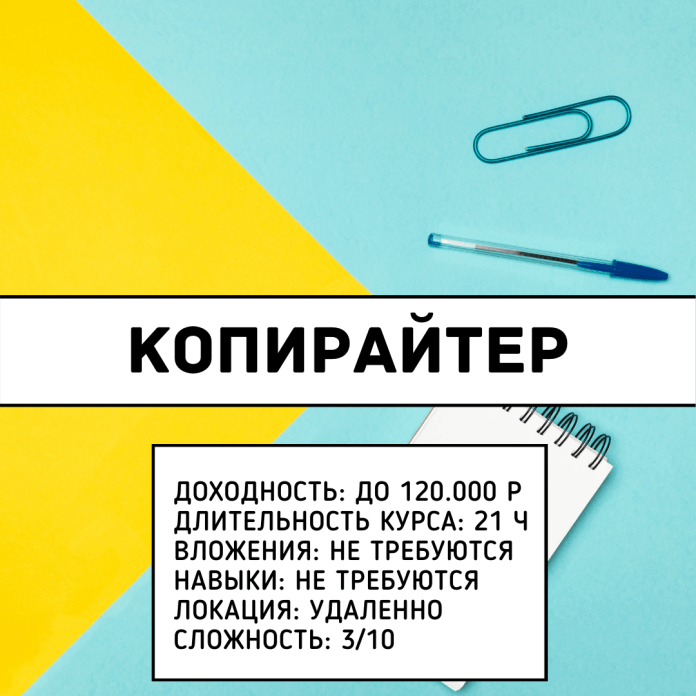 КОПИРАЙТЕР
ДОХОДНОСТЬ: ДО 120.000 Р
ДЛИТЕЛЬНОСТЬ КУРСА: 21 Ч
ВЛОЖЕНИЯ: НЕ ТРЕБУЮТСЯ
НАВЫКИ: НЕ ТРЕБУЮТСЯ
ЛОКАЦИЯ: УДАЛЕННО
СЛОЖНОСТЬ: 3/10